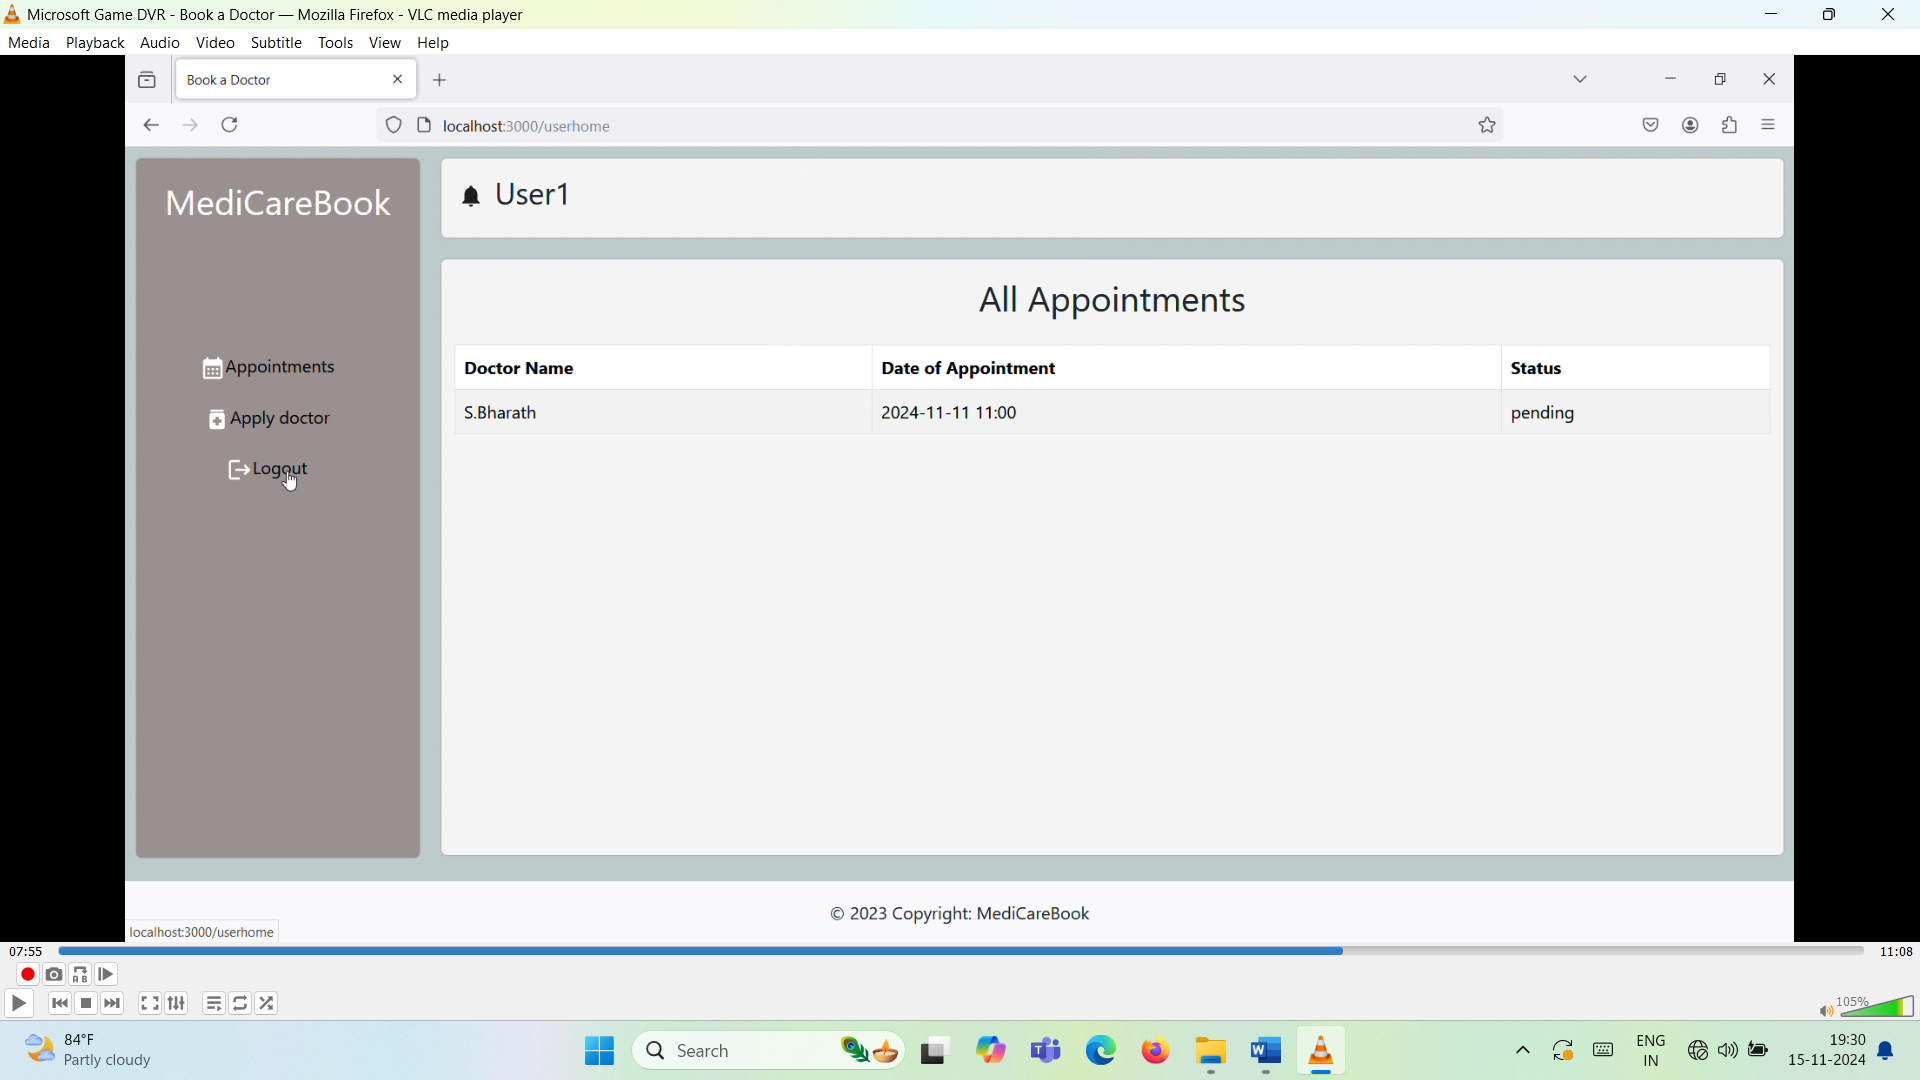 Microsoft Game DVR - Book a Doctor — Mozilla Firefox - VLC media player
Media Playback Audio Video Subtitle Tools View Help
Book a Doctor
localhost:3000/userhome
MediCareBook
User1
All Appointments
Appointments
Apply doctor
Logout
Doctor Name Date of Appointment Status
S.Bharath 2024-11-11 11:00 pending
© 2023 Copyright: MediCareBook
localhost:3000/userhome
07:55 11:08
105%
84°F
Partly cloudy
Search
ENG
IN
19:30
15-11-2024